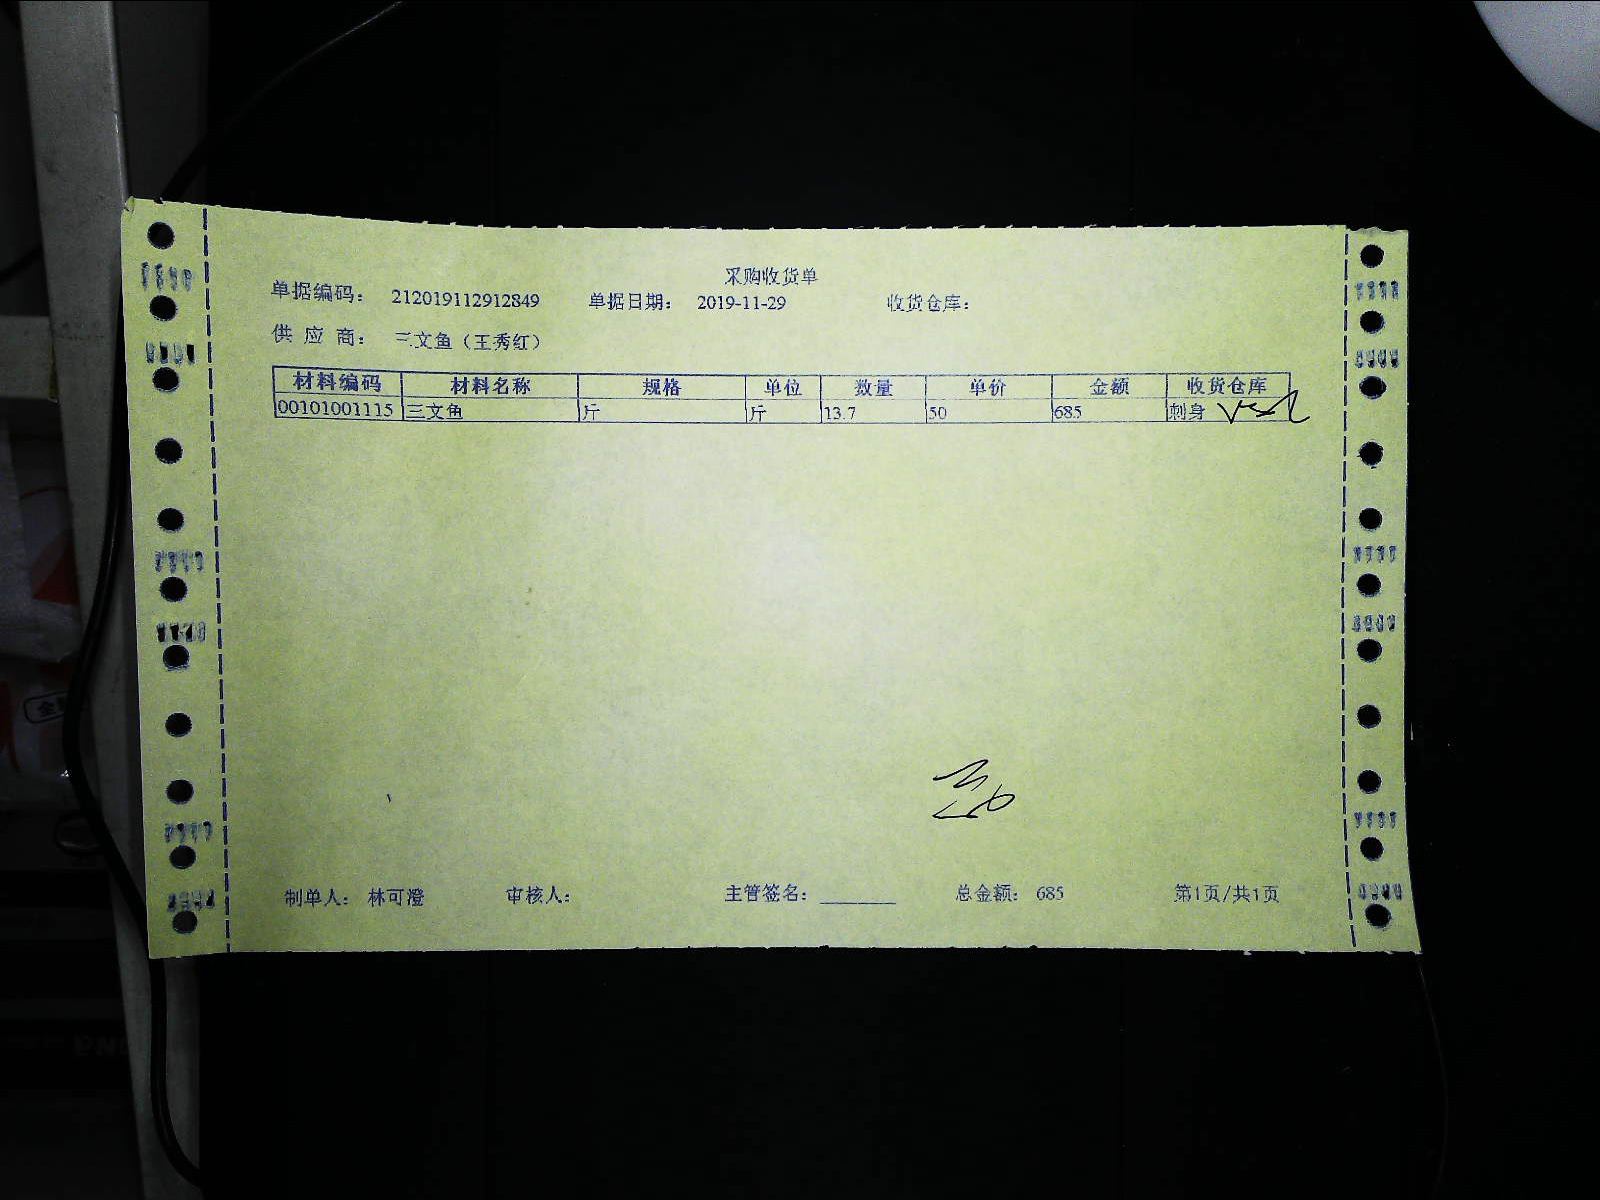 采购收货单
单据编码： 212019112912849 单据日期： 2019-11-29 收货仓库：
供 应 商： 三文鱼（王秀红）
材料编码 材料名称 规格 单位 数量 单价 金额 收货仓库
00101001115 三文鱼 斤 斤 13.7 50 685 刺身
制单人： 林可澄 审核人： 主管签名：________ 总金额： 685 第1页/共1页